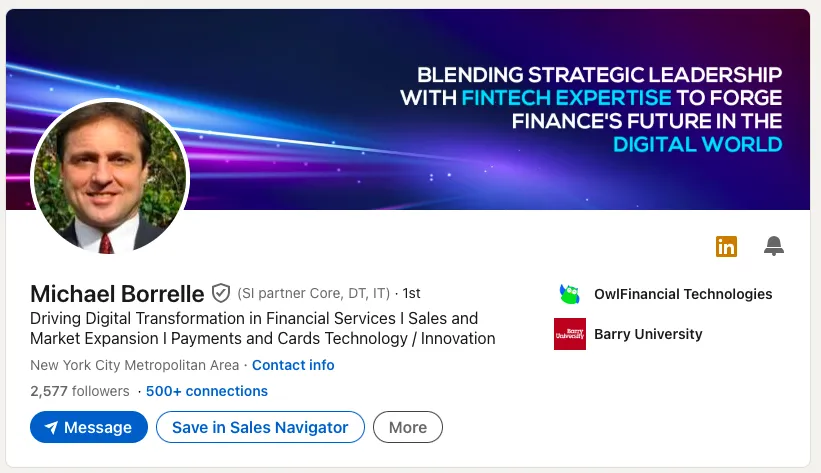 BLENDING STRATEGIC LEADERSHIP
WITH FINTECH EXPERTISE TO FORGE
FINANCE'S FUTURE IN THE
DIGITAL WORLD
in
Michael Borrelle (SI partner Core, DT, IT) · 1st
Driving Digital Transformation in Financial Services I Sales and
Market Expansion I Payments and Cards Technology / Innovation
New York City Metropolitan Area · Contact info
2,577 followers · 500+ connections
Message
Save in Sales Navigator
More
OwlFinancial Technologies
Barry University
Barry University